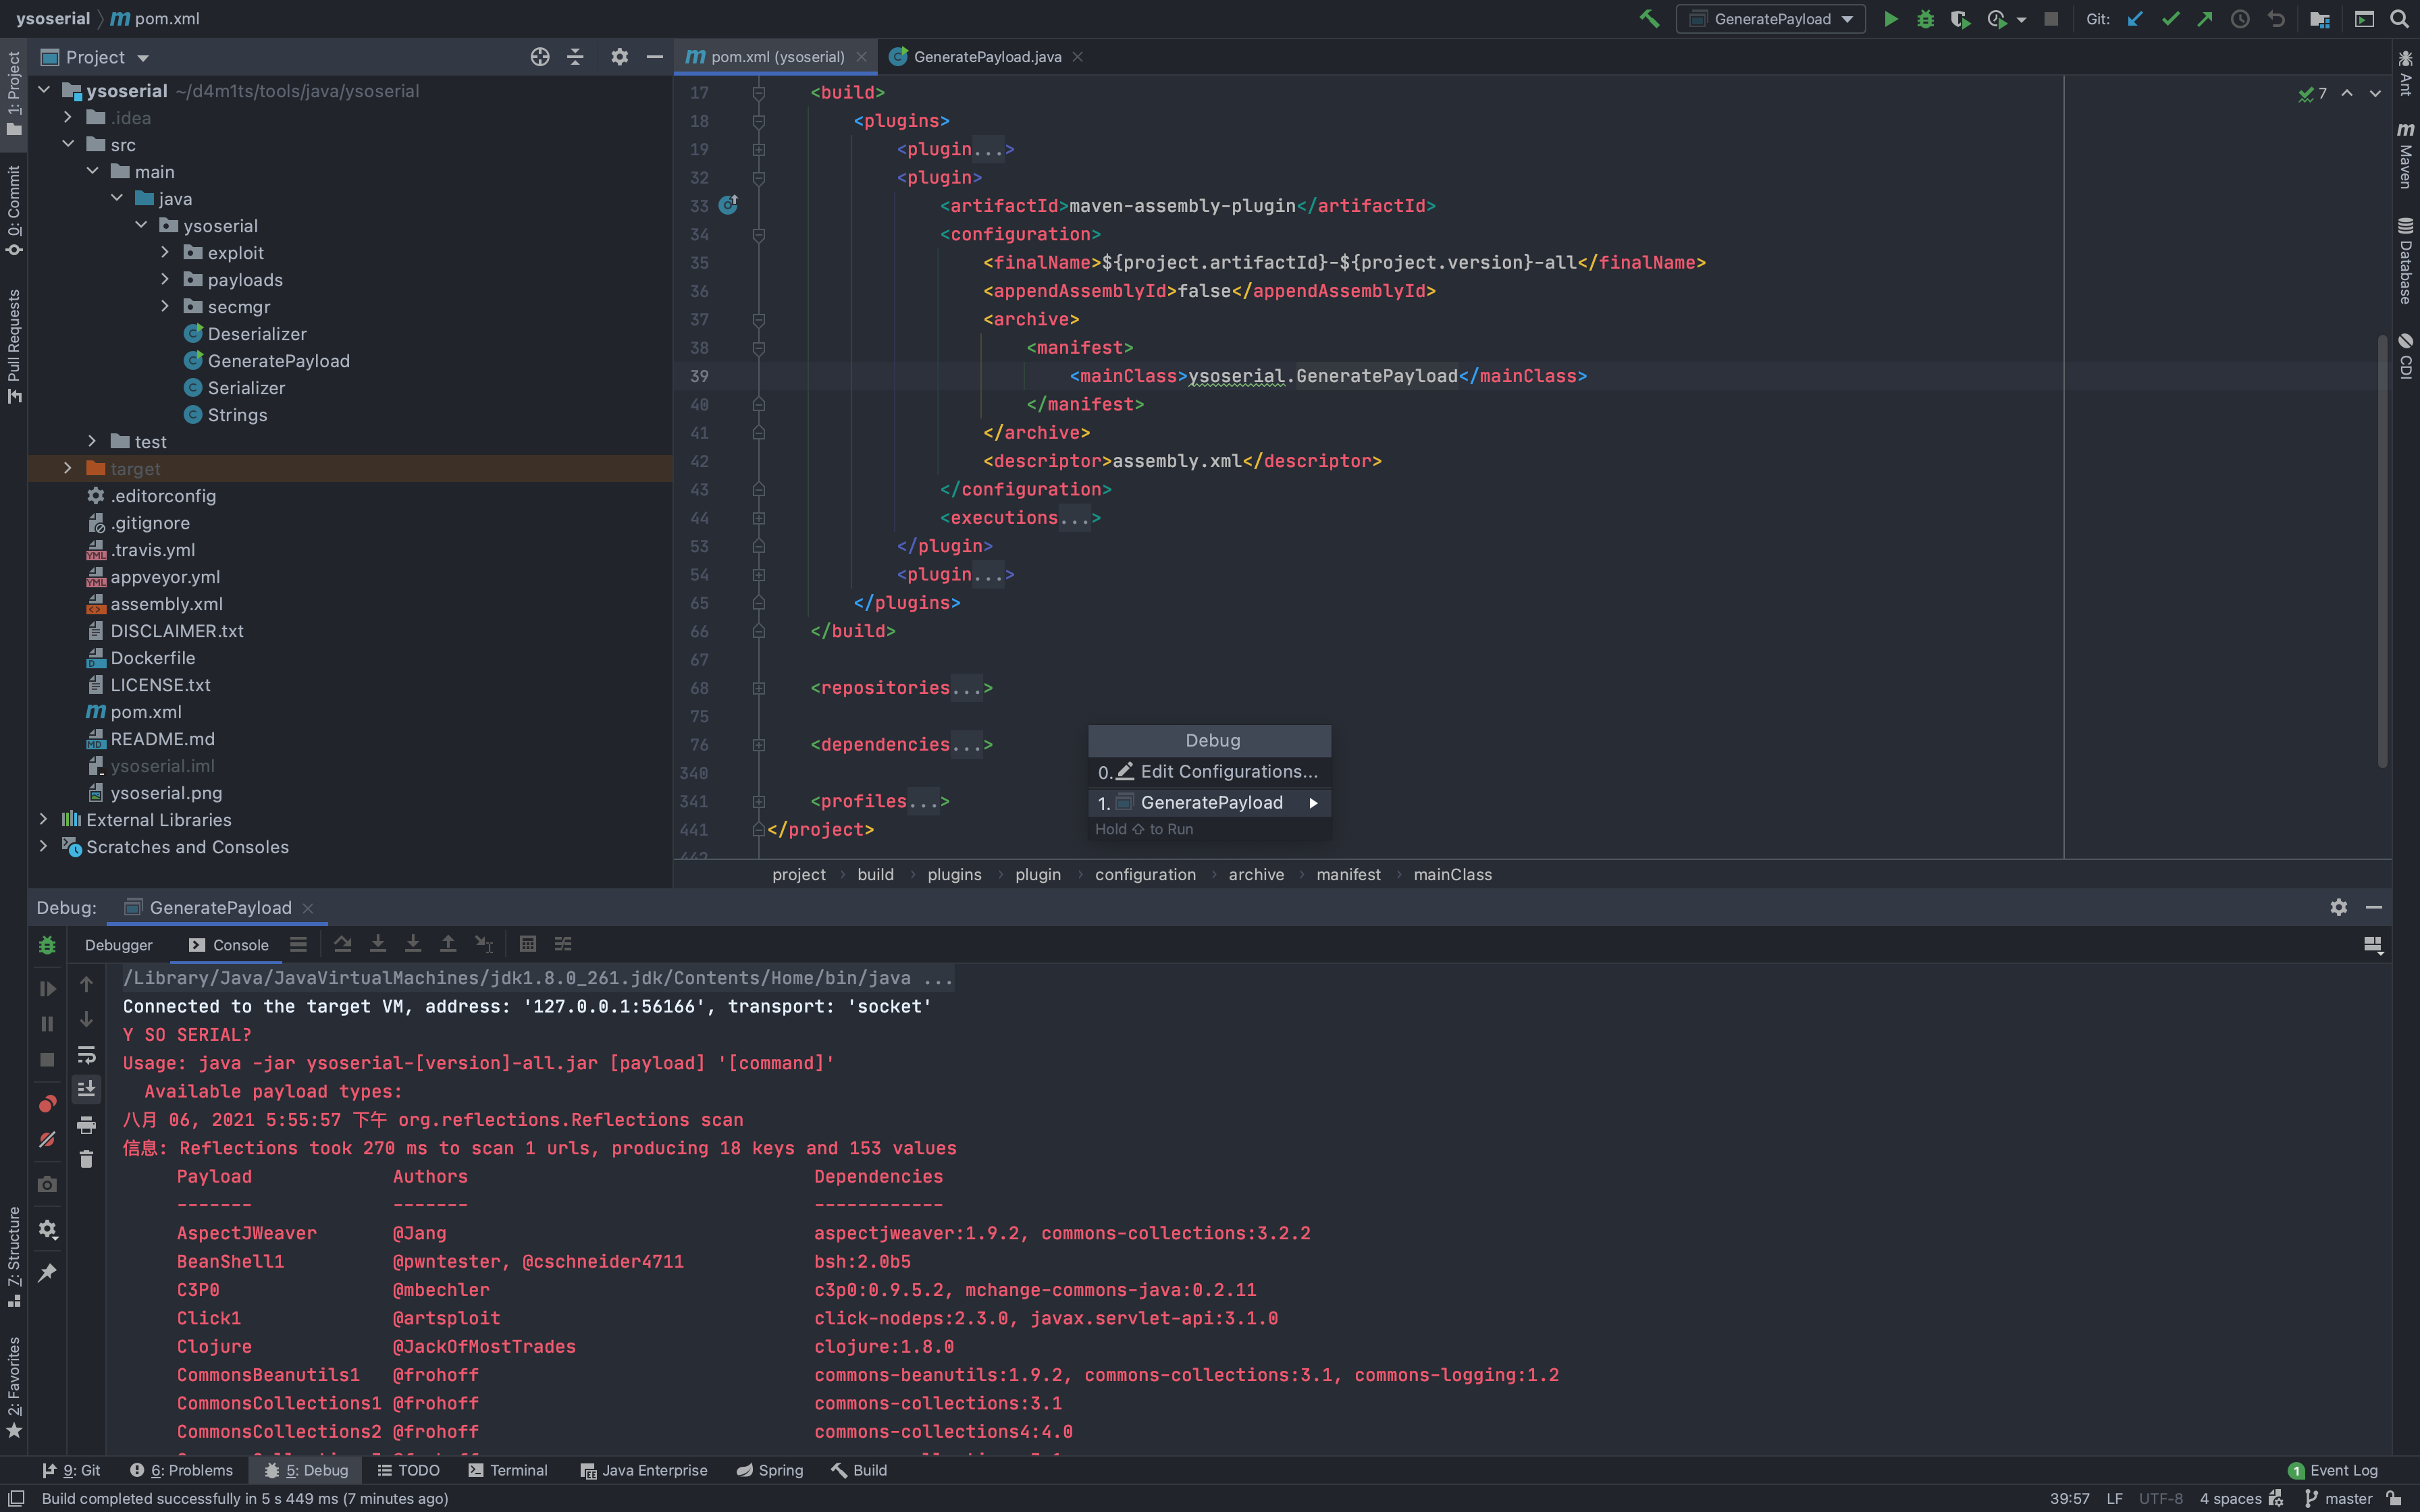 ysoserial
pom.xml
GeneratePayload
Git:
Project
pom.xml (ysoserial)
GeneratePayload.java
1: Project
0: Commit
Pull Requests
ysoserial ~/d4m1ts/tools/java/ysoserial
.idea
src
main
java
ysoserial
exploit
payloads
secmgr
Deserializer
GeneratePayload
Serializer
Strings
test
target
.editorconfig
.gitignore
.travis.yml
appveyor.yml
assembly.xml
DISCLAIMER.txt
Dockerfile
LICENSE.txt
pom.xml
README.md
ysoserial.iml
ysoserial.png
External Libraries
Scratches and Consoles
17 <build>
18 <plugins>
19 <plugin...>
32 <plugin>
33 <artifactId>maven-assembly-plugin</artifactId>
34 <configuration>
35 <finalName>${project.artifactId}-${project.version}-all</finalName>
36 <appendAssemblyId>false</appendAssemblyId>
37 <archive>
38 <manifest>
39 <mainClass>ysoserial.GeneratePayload</mainClass>
40 </manifest>
41 </archive>
42 <descriptor>assembly.xml</descriptor>
43 </configuration>
44 <executions...>
53 </plugin>
54 <plugin...>
65 </plugins>
66 </build>
67
68 <repositories...>
75
76 <dependencies...>
340
341 <profiles...>
441 </project>
442
7
Ant
Maven
Database
CDI
Debug
0. Edit Configurations...
1. GeneratePayload
Hold ⇧ to Run
project › build › plugins › plugin › configuration › archive › manifest › mainClass
Debug: GeneratePayload
Debugger
Console
/Library/Java/JavaVirtualMachines/jdk1.8.0_261.jdk/Contents/Home/bin/java ...
Connected to the target VM, address: '127.0.0.1:56166', transport: 'socket'
Y SO SERIAL?
Usage: java -jar ysoserial-[version]-all.jar [payload] '[command]'
Available payload types:
八月 06, 2021 5:55:57 下午 org.reflections.Reflections scan
信息: Reflections took 270 ms to scan 1 urls, producing 18 keys and 153 values
Payload Authors Dependencies
------- ------- ------------
AspectJWeaver @Jang aspectjweaver:1.9.2, commons-collections:3.2.2
BeanShell1 @pwntester, @cschneider4711 bsh:2.0b5
C3P0 @mbechler c3p0:0.9.5.2, mchange-commons-java:0.2.11
Click1 @artsploit click-nodeps:2.3.0, javax.servlet-api:3.1.0
Clojure @JackOfMostTrades clojure:1.8.0
CommonsBeanutils1 @frohoff commons-beanutils:1.9.2, commons-collections:3.1, commons-logging:1.2
CommonsCollections1 @frohoff commons-collections:3.1
CommonsCollections2 @frohoff commons-collections4:4.0
7: Structure
2: Favorites
9: Git
6: Problems
5: Debug
TODO
Terminal
Java Enterprise
Spring
Build
1 Event Log
Build completed successfully in 5 s 449 ms (7 minutes ago)
39:57 LF UTF-8 4 spaces master